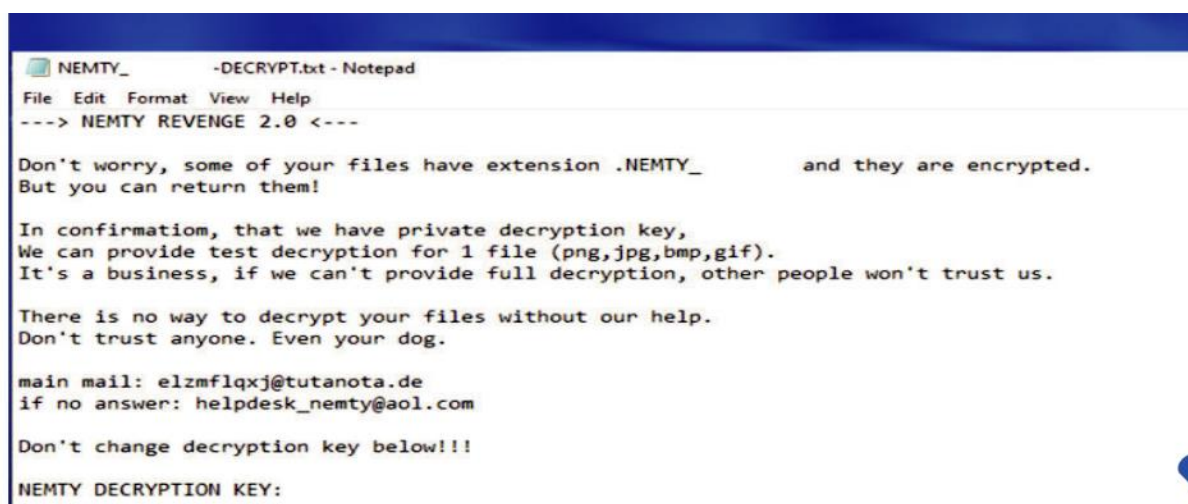 NEMTY_ -DECRYPT.txt - Notepad
File Edit Format View Help
---> NEMTY REVENGE 2.0 <---
Don't worry, some of your files have extension .NEMTY_ and they are encrypted.
But you can return them!
In confirmatiom, that we have private decryption key,
We can provide test decryption for 1 file (png,jpg,bmp,gif).
It's a business, if we can't provide full decryption, other people won't trust us.
There is no way to decrypt your files without our help.
Don't trust anyone. Even your dog.
main mail: elzmflqxj@tutanota.de
if no answer: helpdesk_nemty@aol.com
Don't change decryption key below!!!
NEMTY DECRYPTION KEY: